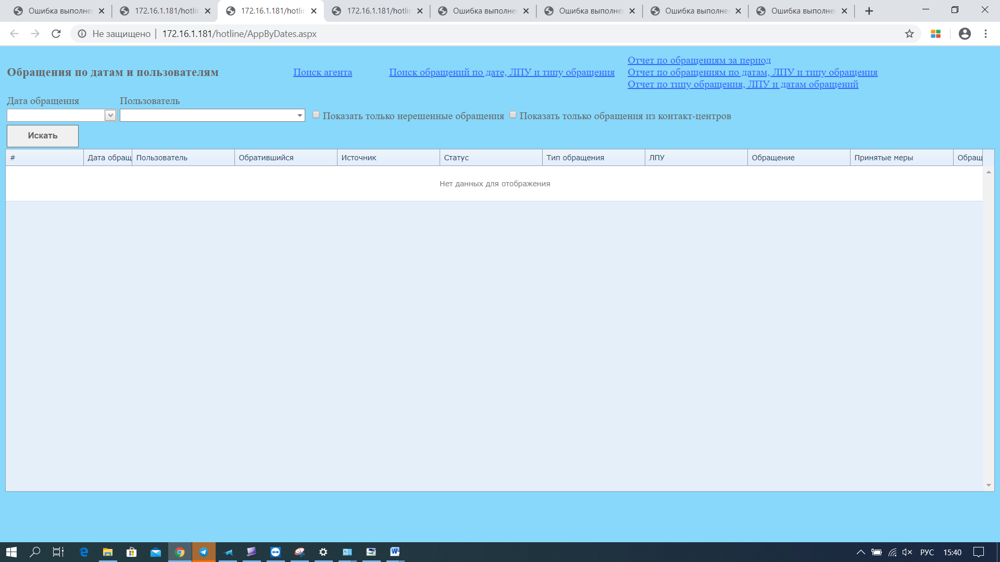 Ошибка выполне
172.16.1.181/hotlin
172.16.1.181/hotlin
172.16.1.181/hotlin
Ошибка выполне
Ошибка выполне
Ошибка выполне
Ошибка выполне
Не защищено
172.16.1.181/hotline/AppByDates.aspx
Обращения по датам и пользователям
Поиск агента
Поиск обращений по дате, ЛПУ и типу обращения
Отчет по обращениям за период
Отчет по обращениям по датам, ЛПУ и типу обращения
Отчет по типу обращения, ЛПУ и датам обращений
Дата обращения
Пользователь
Показать только нерешенные обращения
Показать только обращения из контакт-центров
Искать
# Дата обращ Пользователь Обратившийся Источник Статус Тип обращения ЛПУ Обращение Принятые меры Обращ
Нет данных для отображения
РУС
15:40